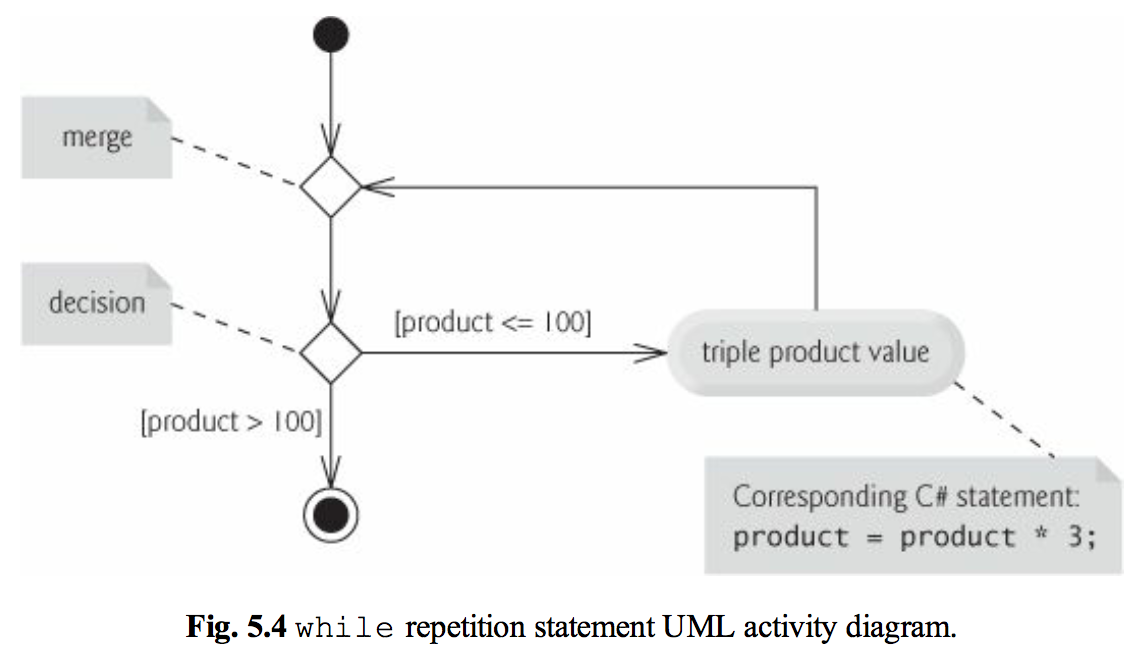 merge
decision
[product <= 100]
triple product value
[product > 100]
Corresponding C# statement:
product = product * 3;
Fig. 5.4 while repetition statement UML activity diagram.